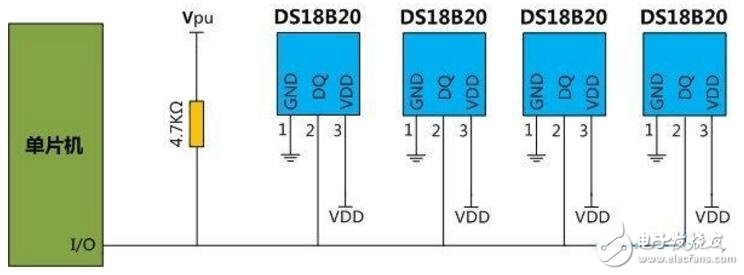 Vpu
DS18B20
DS18B20
DS18B20
DS18B20
4.7KΩ
单片机
I/O
GND
DQ
VDD
1
2
3
VDD
GND
DQ
VDD
1
2
3
VDD
GND
DQ
VDD
1
2
3
VDD
GND
DQ
VDD
1
2
3
VDD
电子发烧友
www.elecfans.com